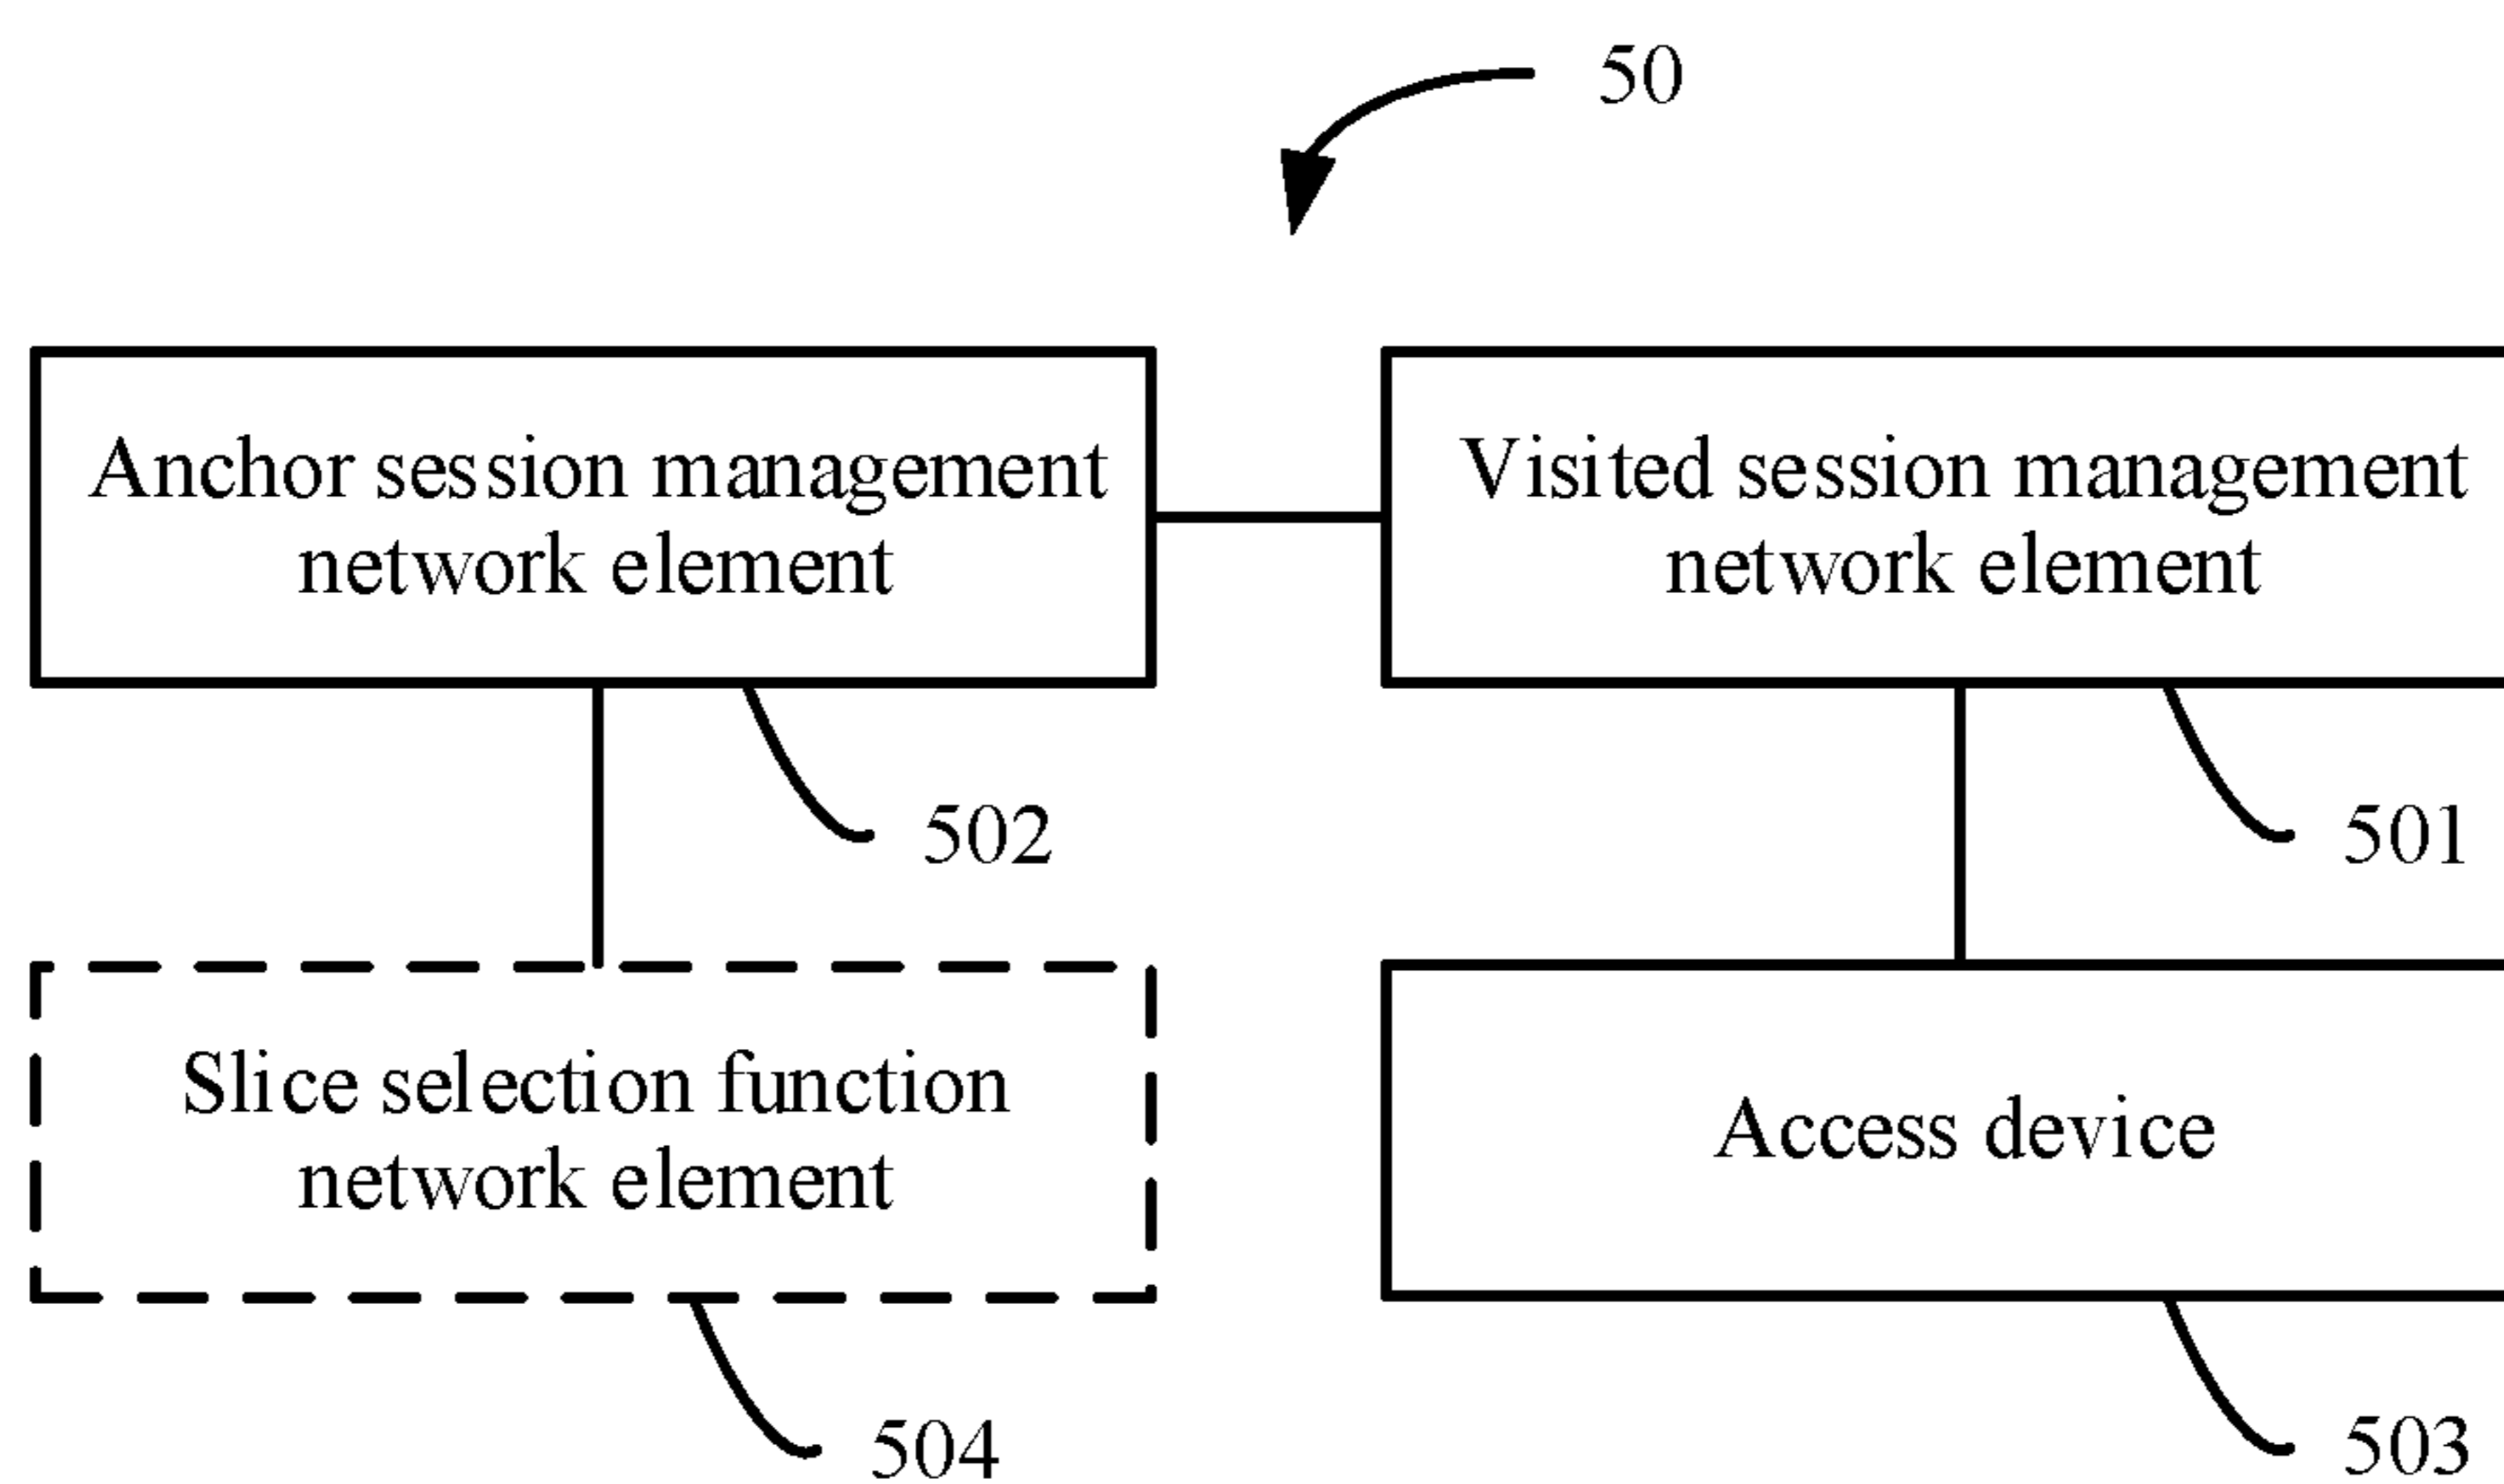 50
Anchor session management
network element
Visited session management
network element
502
501
Slice selection function
network element
Access device
504
503